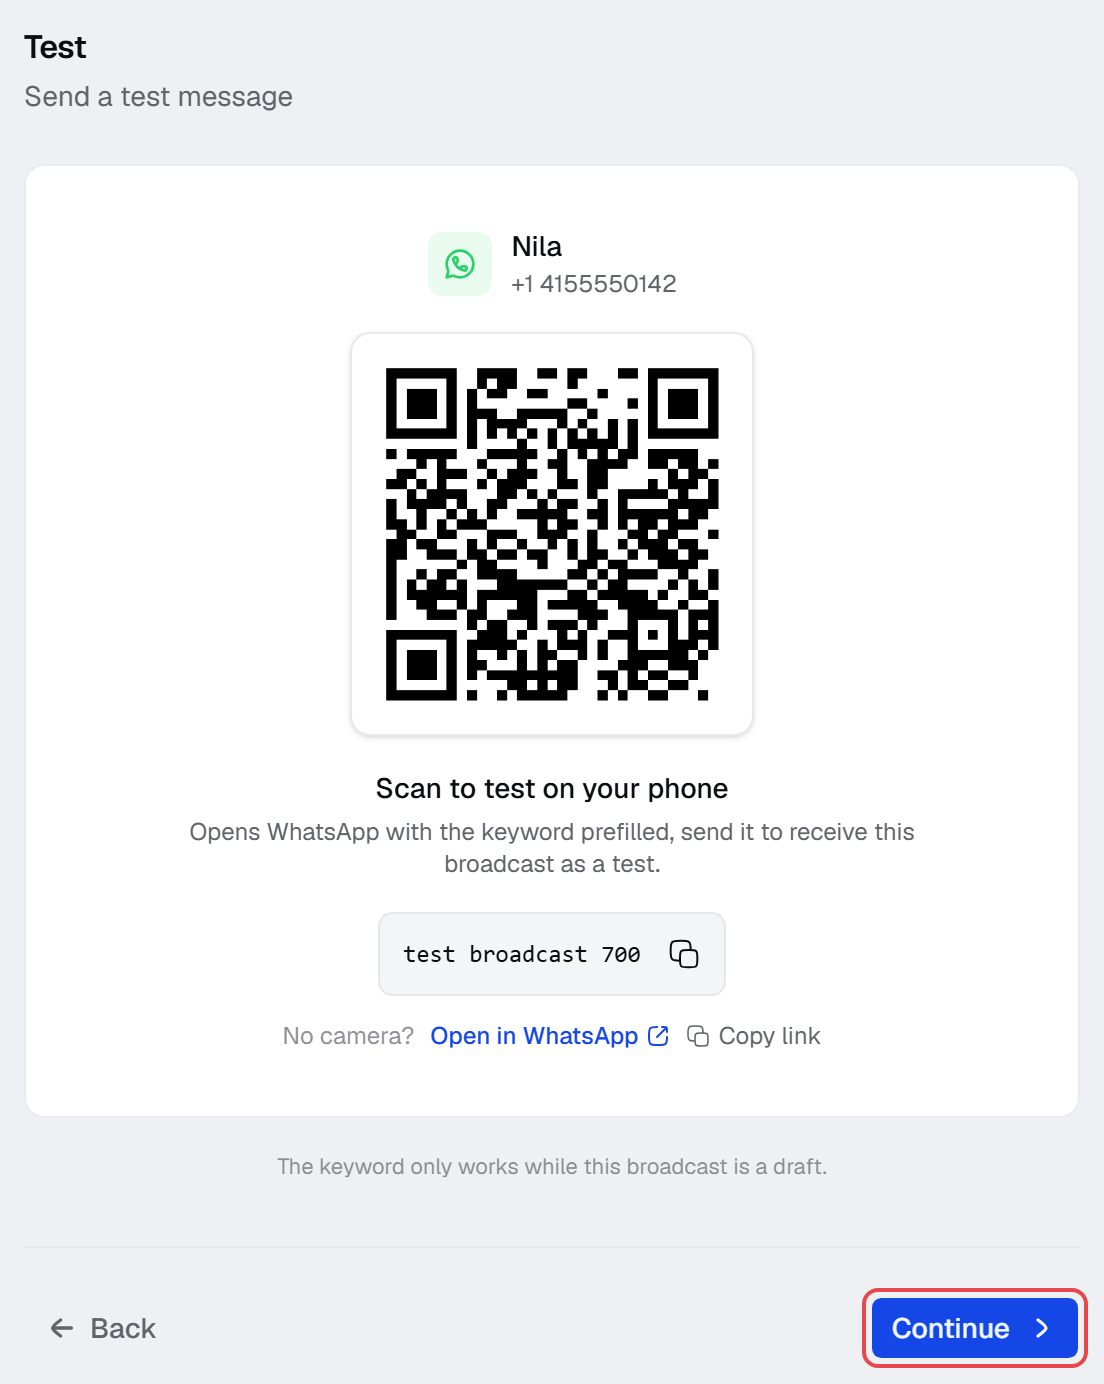 Test
Send a test message
Nila
+1 4155550142
Scan to test on your phone
Opens WhatsApp with the keyword prefilled, send it to receive this
broadcast as a test.
test broadcast 700
No camera? Open in WhatsApp Copy link
The keyword only works while this broadcast is a draft.
Back
Continue